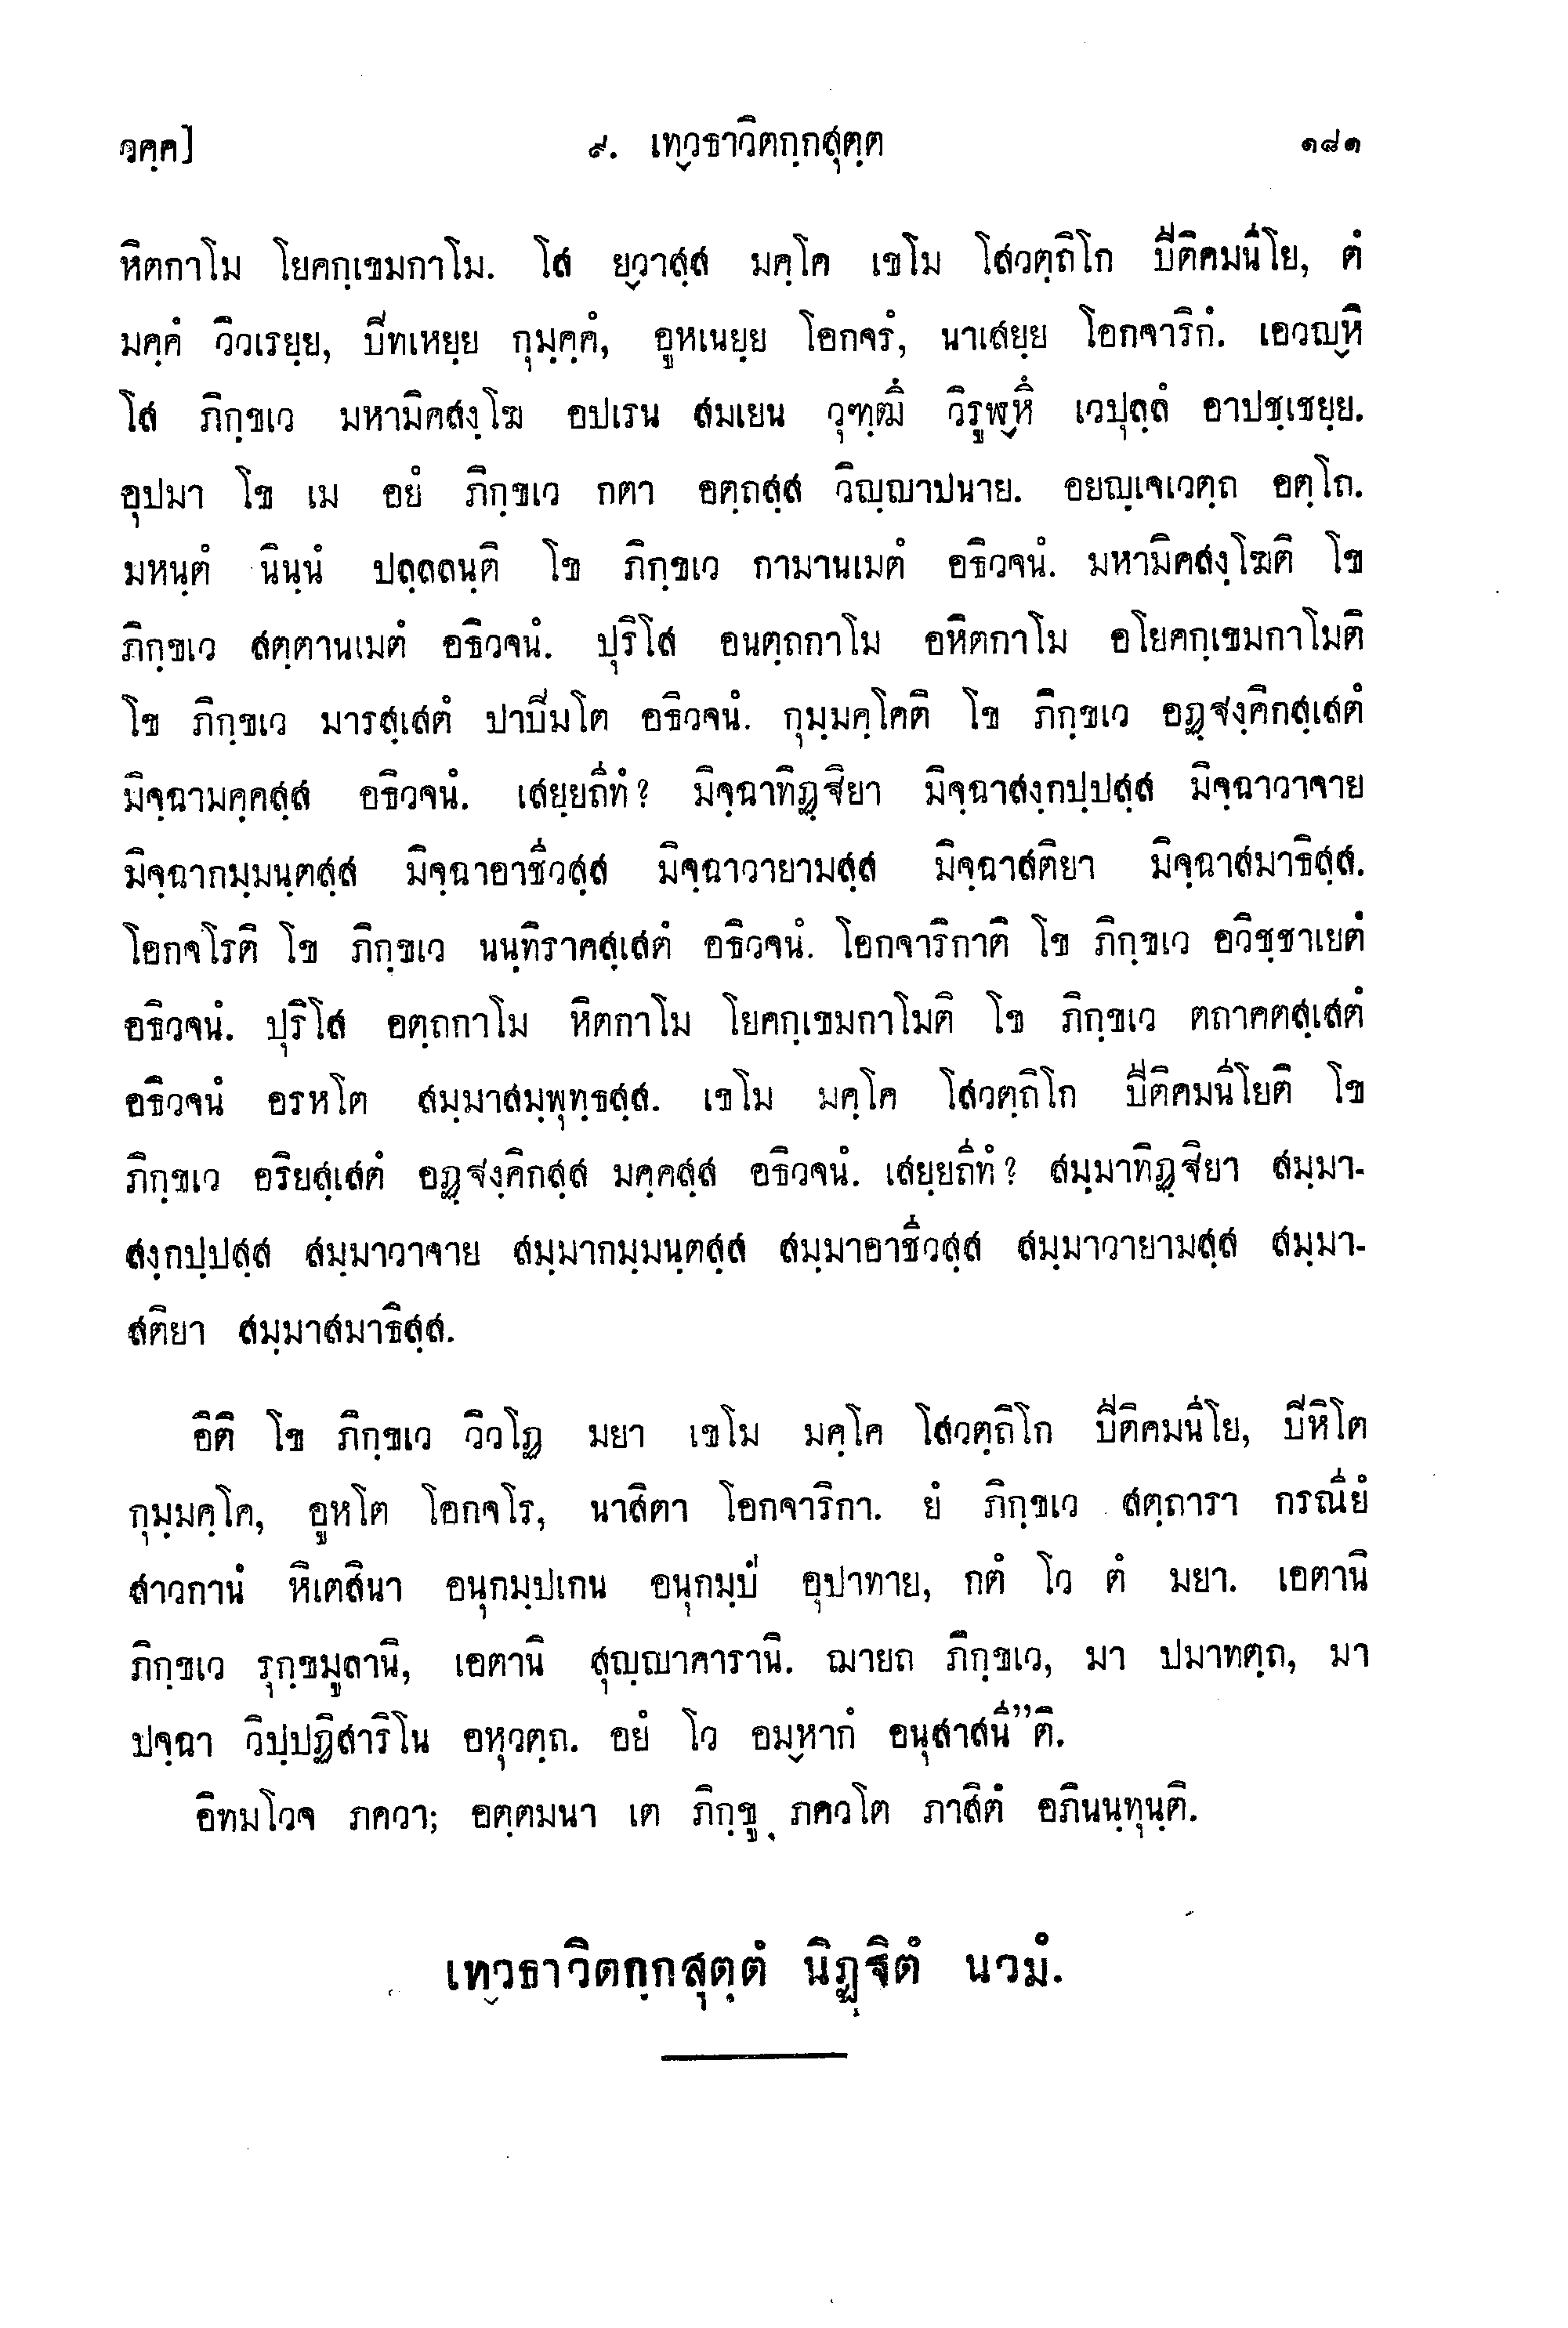 วคฺค]
๙. เทฺวธาวิตกฺกสุตฺต
๑๘๑
หิตกาโม โยคกฺเขมกาโม. โส ยฺวาสฺส มคฺโค เขโม โสวตฺถิโก ปีติคมนีโย, ตํ
มคฺคํ วิวเรยฺย, ปีทเหยฺย กุมฺคฺคํ, อูหเนยฺย โอกจรํ, นาเสยฺย โอกจาริกํ. เอวญฺหิ
โส ภิกฺขเว มหามิคสงฺโฆ อปเรน สมเยน วุฑฺฒึ วิรูฬฺหึ เวปุลฺลํ อาปชฺเชยฺย.
อุปมา โข เม อยํ ภิกฺขเว กตา อตฺถสฺส วิญฺญาปนาย. อยญฺเจเวตฺถ อตฺโถ.
มหนฺตํ นินฺนํ ปลฺลลนฺติ โข ภิกฺขเว กามานเมตํ อธิวจนํ. มหามิคสงฺโฆติ โข
ภิกฺขเว สตฺตานเมตํ อธิวจนํ. ปุริโส อนตฺถกาโม อหิตกาโม อโยคกฺเขมกาโมติ
โข ภิกฺขเว มารสฺเสตํ ปาปีมโต อธิวจนํ. กุมฺมคฺโคติ โข ภิกฺขเว อฏฺฐงฺคิกสฺเสตํ
มิจฺฉามคฺคสฺส อธิวจนํ. เสยฺยถีทํ? มิจฺฉาทิฏฺฐิยา มิจฺฉาสงฺกปฺปสฺส มิจฺฉาวาจาย
มิจฺฉากมฺมนฺตสฺส มิจฺฉาอาชีวสฺส มิจฺฉาวายามสฺส มิจฺฉาสติยา มิจฺฉาสมาธิสฺส.
โอกจโรติ โข ภิกฺขเว นนฺทิราคสฺเสตํ อธิวจนํ. โอกจาริกาติ โข ภิกฺขเว อวิชฺชาเยตํ
อธิวจนํ. ปุริโส อตฺถกาโม หิตกาโม โยคกฺเขมกาโมติ โข ภิกฺขเว ตถาคตสฺเสตํ
อธิวจนํ อรหโต สมฺมาสมฺพุทฺธสฺส. เขโม มคฺโค โสวตฺถิโก ปีติคมนีโยติ โข
ภิกฺขเว อริยสฺเสตํ อฏฺฐงฺคิกสฺส มคฺคสฺส อธิวจนํ. เสยฺยถีทํ? สมฺมาทิฏฺฐิยา สมฺมา-
สงฺกปฺปสฺส สมฺมาวาจาย สมฺมากมฺมนฺตสฺส สมฺมาอาชีวสฺส สมฺมาวายามสฺส สมฺมา-
สติยา สมฺมาสมาธิสฺส.
อิติ โข ภิกฺขเว วิวโฏ มยา เขโม มคฺโค โสวตฺถิโก ปีติคมนีโย, ปีหิโต
กุมฺมคฺโค, อูหโต โอกจโร, นาสิตา โอกจาริกา. ยํ ภิกฺขเว สตฺถารา กรณียํ
สาวกานํ หิเตสินา อนุกมฺปเกน อนุกมฺปํ อุปาทาย, กตํ โว ตํ มยา. เอตานิ
ภิกฺขเว รุกฺขมูลานิ, เอตานิ สุญฺญาคารานิ. ฌายถ ภิกฺขเว, มา ปมาทตฺถ, มา
ปจฺฉา วิปฺปฏิสาริโน อหุวตฺถ. อยํ โว อมฺหากํ อนุสาสนี”ติ.
อิทมโวจ ภควา; อตฺตมนา เต ภิกฺขู ภควโต ภาสิตํ อภินนฺทุนฺติ.
เทฺวธาวิตกฺกสุตฺตํ นิฏฺฐิตํ นวมํ.